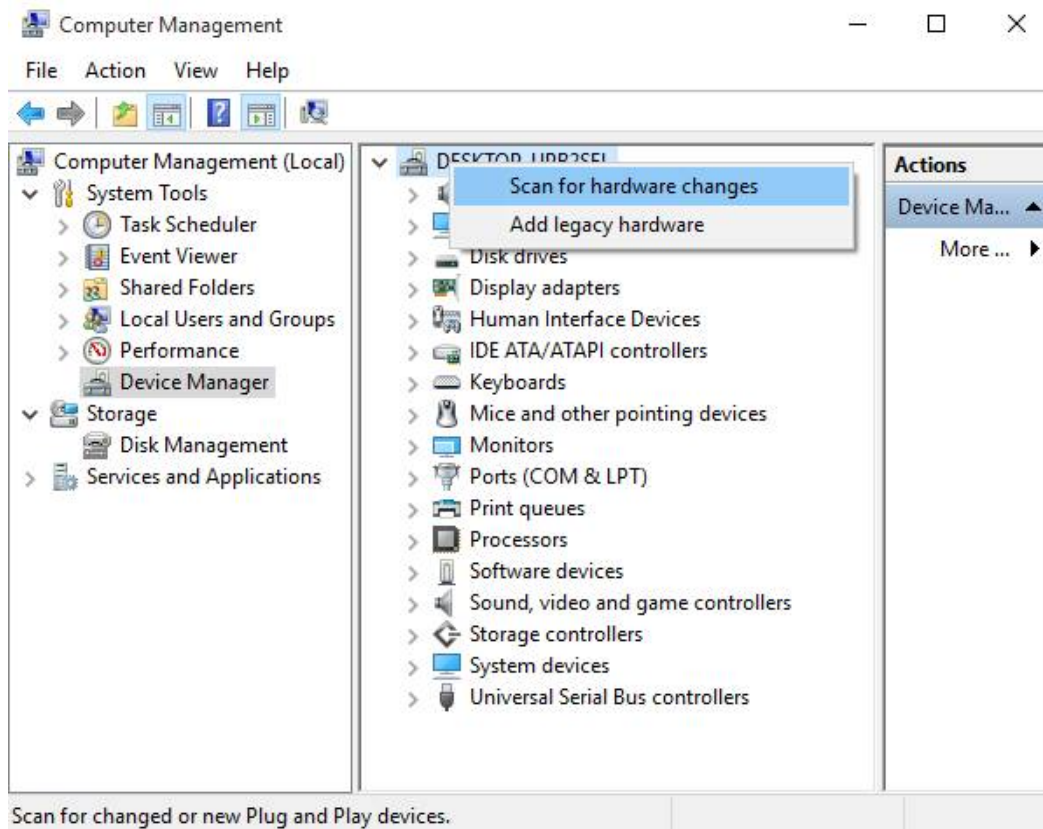 Computer Management
File Action View Help
Computer Management (Local)
System Tools
Task Scheduler
Event Viewer
Shared Folders
Local Users and Groups
Performance
Device Manager
Storage
Disk Management
Services and Applications
Scan for hardware changes
Add legacy hardware
Disk drives
Display adapters
Human Interface Devices
IDE ATA/ATAPI controllers
Keyboards
Mice and other pointing devices
Monitors
Ports (COM & LPT)
Print queues
Processors
Software devices
Sound, video and game controllers
Storage controllers
System devices
Universal Serial Bus controllers
Actions
Device Ma...
More ...
Scan for changed or new Plug and Play devices.